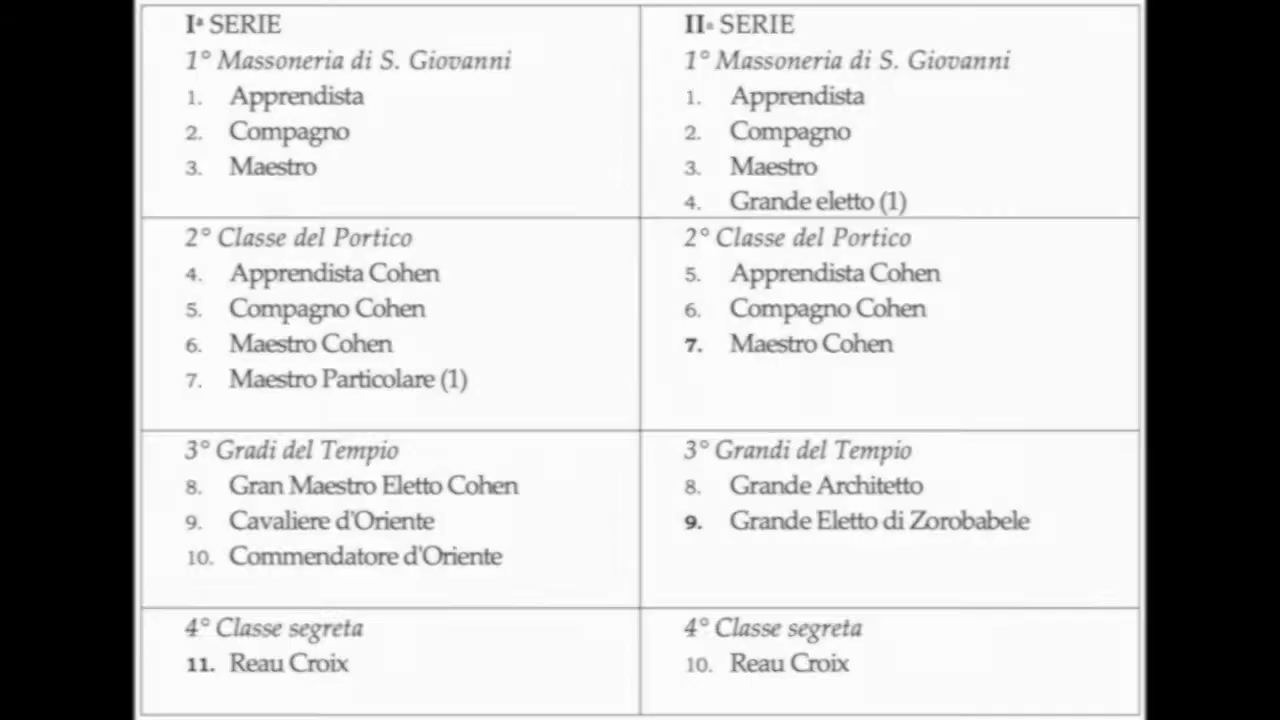 Iª SERIE
1° Massoneria di S. Giovanni
1. Apprendista
2. Compagno
3. Maestro
IIª SERIE
1° Massoneria di S. Giovanni
1. Apprendista
2. Compagno
3. Maestro
4. Grande eletto (1)
2° Classe del Portico
4. Apprendista Cohen
5. Compagno Cohen
6. Maestro Cohen
7. Maestro Particolare (1)
2° Classe del Portico
5. Apprendista Cohen
6. Compagno Cohen
7. Maestro Cohen
3° Gradi del Tempio
8. Gran Maestro Eletto Cohen
9. Cavaliere d'Oriente
10. Commendatore d'Oriente
3° Grandi del Tempio
8. Grande Architetto
9. Grande Eletto di Zorobabele
4° Classe segreta
11. Reau Croix
4° Classe segreta
10. Reau Croix